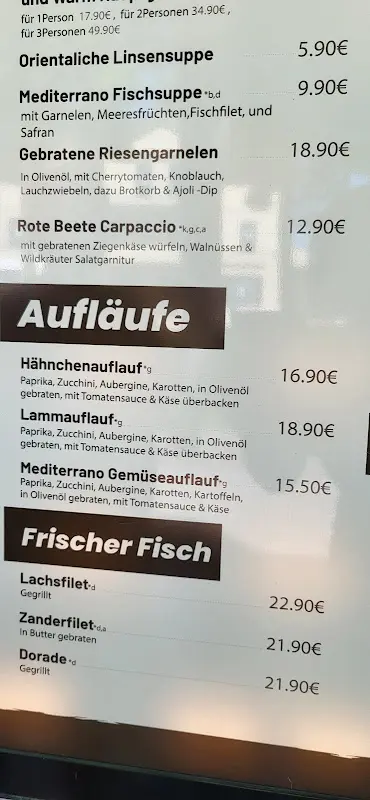 für 1Person 17.90€, für 2Personen 34.90€,
für 3Personen 49.90€
Orientaliche Linsensuppe 5.90€
Mediterrano Fischsuppe *b,d 9.90€
mit Garnelen, Meeresfrüchten,Fischfilet, und
Safran
Gebratene Riesengarnelen 18.90€
In Olivenöl, mit Cherrytomaten, Knoblauch,
Lauchzwiebeln, dazu Brotkorb & Ajoli -Dip
Rote Beete Carpaccio *k,g,c,a 12.90€
mit gebratenen Ziegenkäse würfeln, Walnüssen &
Wildkräuter Salatgarnitur
Aufläufe
Hähnchenauflauf *g 16.90€
Paprika, Zucchini, Aubergine, Karotten, in Olivenöl
gebraten, mit Tomatensauce & Käse überbacken
Lammauflauf *g 18.90€
Paprika, Zucchini, Aubergine, Karotten, in Olivenöl
gebraten, mit Tomatensauce & Käse überbacken
Mediterrano Gemüseauflauf *g 15.50€
Paprika, Zucchini, Aubergine, Karotten, Kartoffeln,
in Olivenöl gebraten, mit Tomatensauce & Käse
Frischer Fisch
Lachsfilet *d 22.90€
Gegrillt
Zanderfilet *d,a 21.90€
In Butter gebraten
Dorade *d 21.90€
Gegrillt